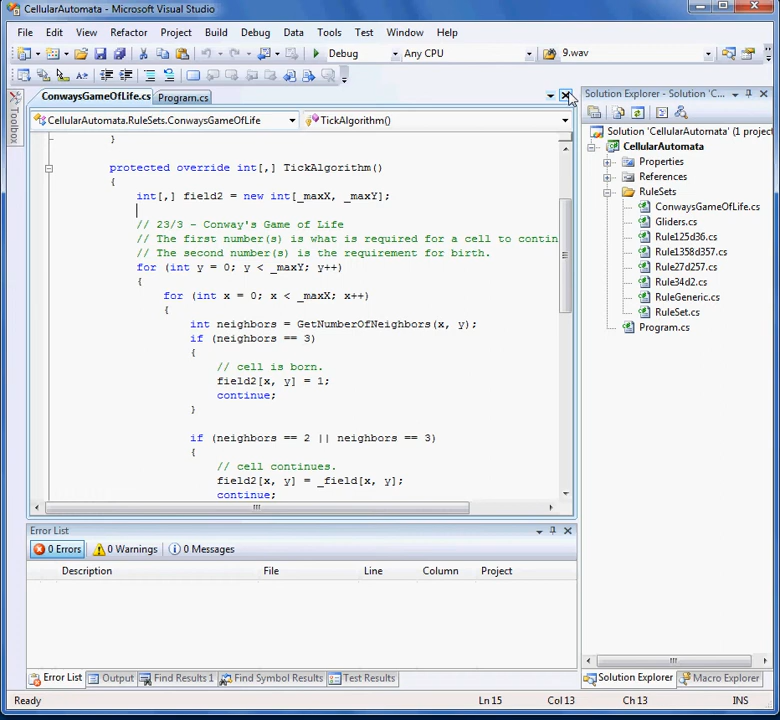 CellularAutomata - Microsoft Visual Studio
File Edit View Refactor Project Build Debug Data Tools Test Window Help
Debug Any CPU 9.wav
ConwaysGameOfLife.cs Program.cs
CellularAutomata.RuleSets.ConwaysGameOfLife TickAlgorithm()
Toolbox
}
protected override int[,] TickAlgorithm()
{
int[,] field2 = new int[_maxX, _maxY];
// 23/3 - Conway's Game of Life
// The first number(s) is what is required for a cell to contin
// The second number(s) is the requirement for birth.
for (int y = 0; y < _maxY; y++)
{
for (int x = 0; x < _maxX; x++)
{
int neighbors = GetNumberOfNeighbors(x, y);
if (neighbors == 3)
{
// cell is born.
field2[x, y] = 1;
continue;
}
if (neighbors == 2 || neighbors == 3)
{
// cell continues.
field2[x, y] = _field[x, y];
continue;
Solution Explorer - Solution 'C...
Solution 'CellularAutomata' (1 project
CellularAutomata
Properties
References
RuleSets
ConwaysGameOfLife.cs
Gliders.cs
Rule125d36.cs
Rule1358d357.cs
Rule27d257.cs
Rule34d2.cs
RuleGeneric.cs
RuleSet.cs
Program.cs
Error List
0 Errors 0 Warnings 0 Messages
Description File Line Column Project
Error List Output Find Results 1 Find Symbol Results Test Results
Solution Explorer Macro Explorer
Ready Ln 15 Col 13 Ch 13 INS